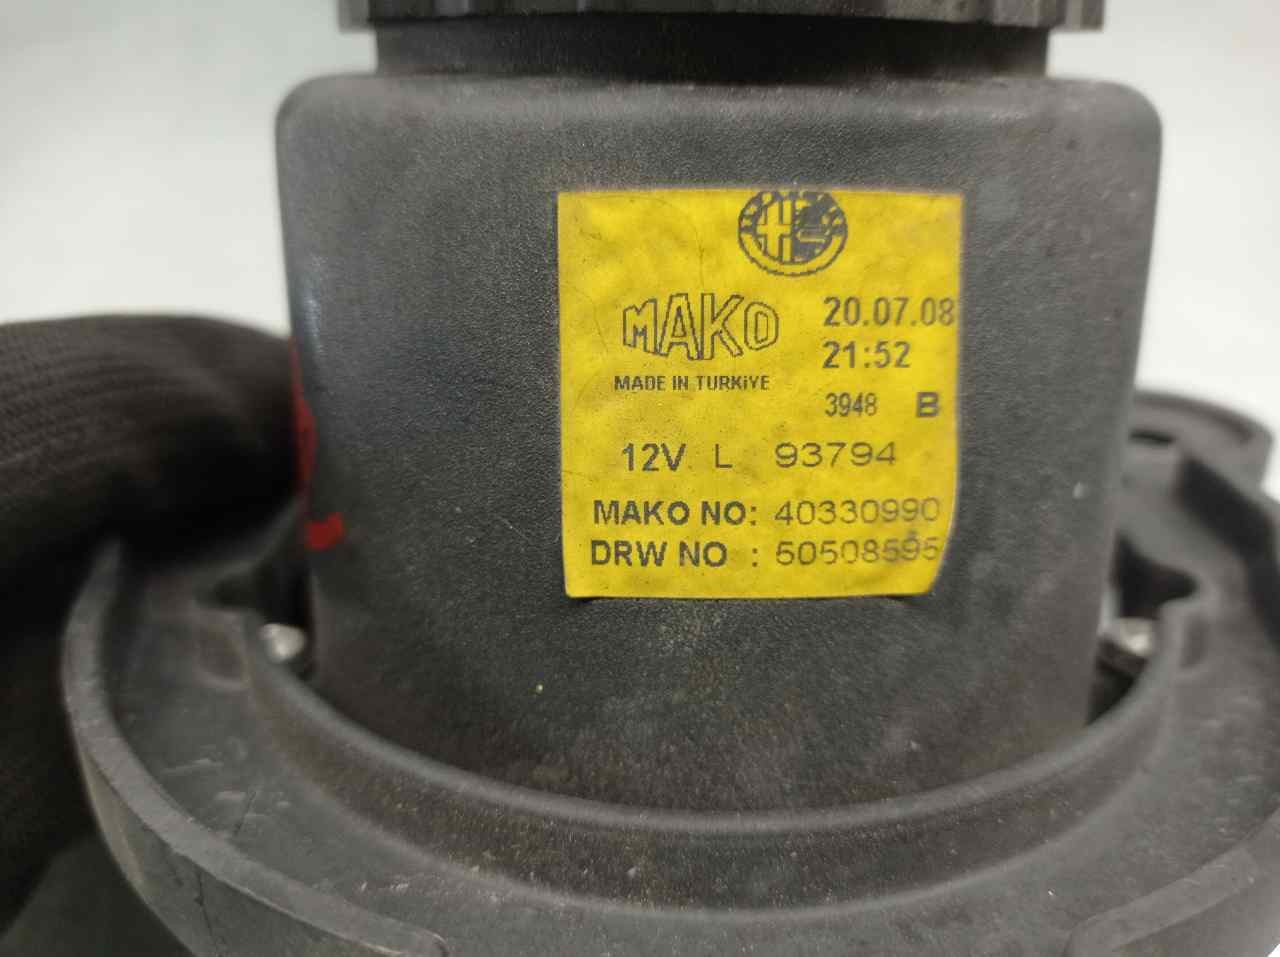 MAKO 20.07.08
21:52
MADE IN TURKiYE
3948 B
12V L 93794
MAKO NO: 40330990
DRW NO : 50508595